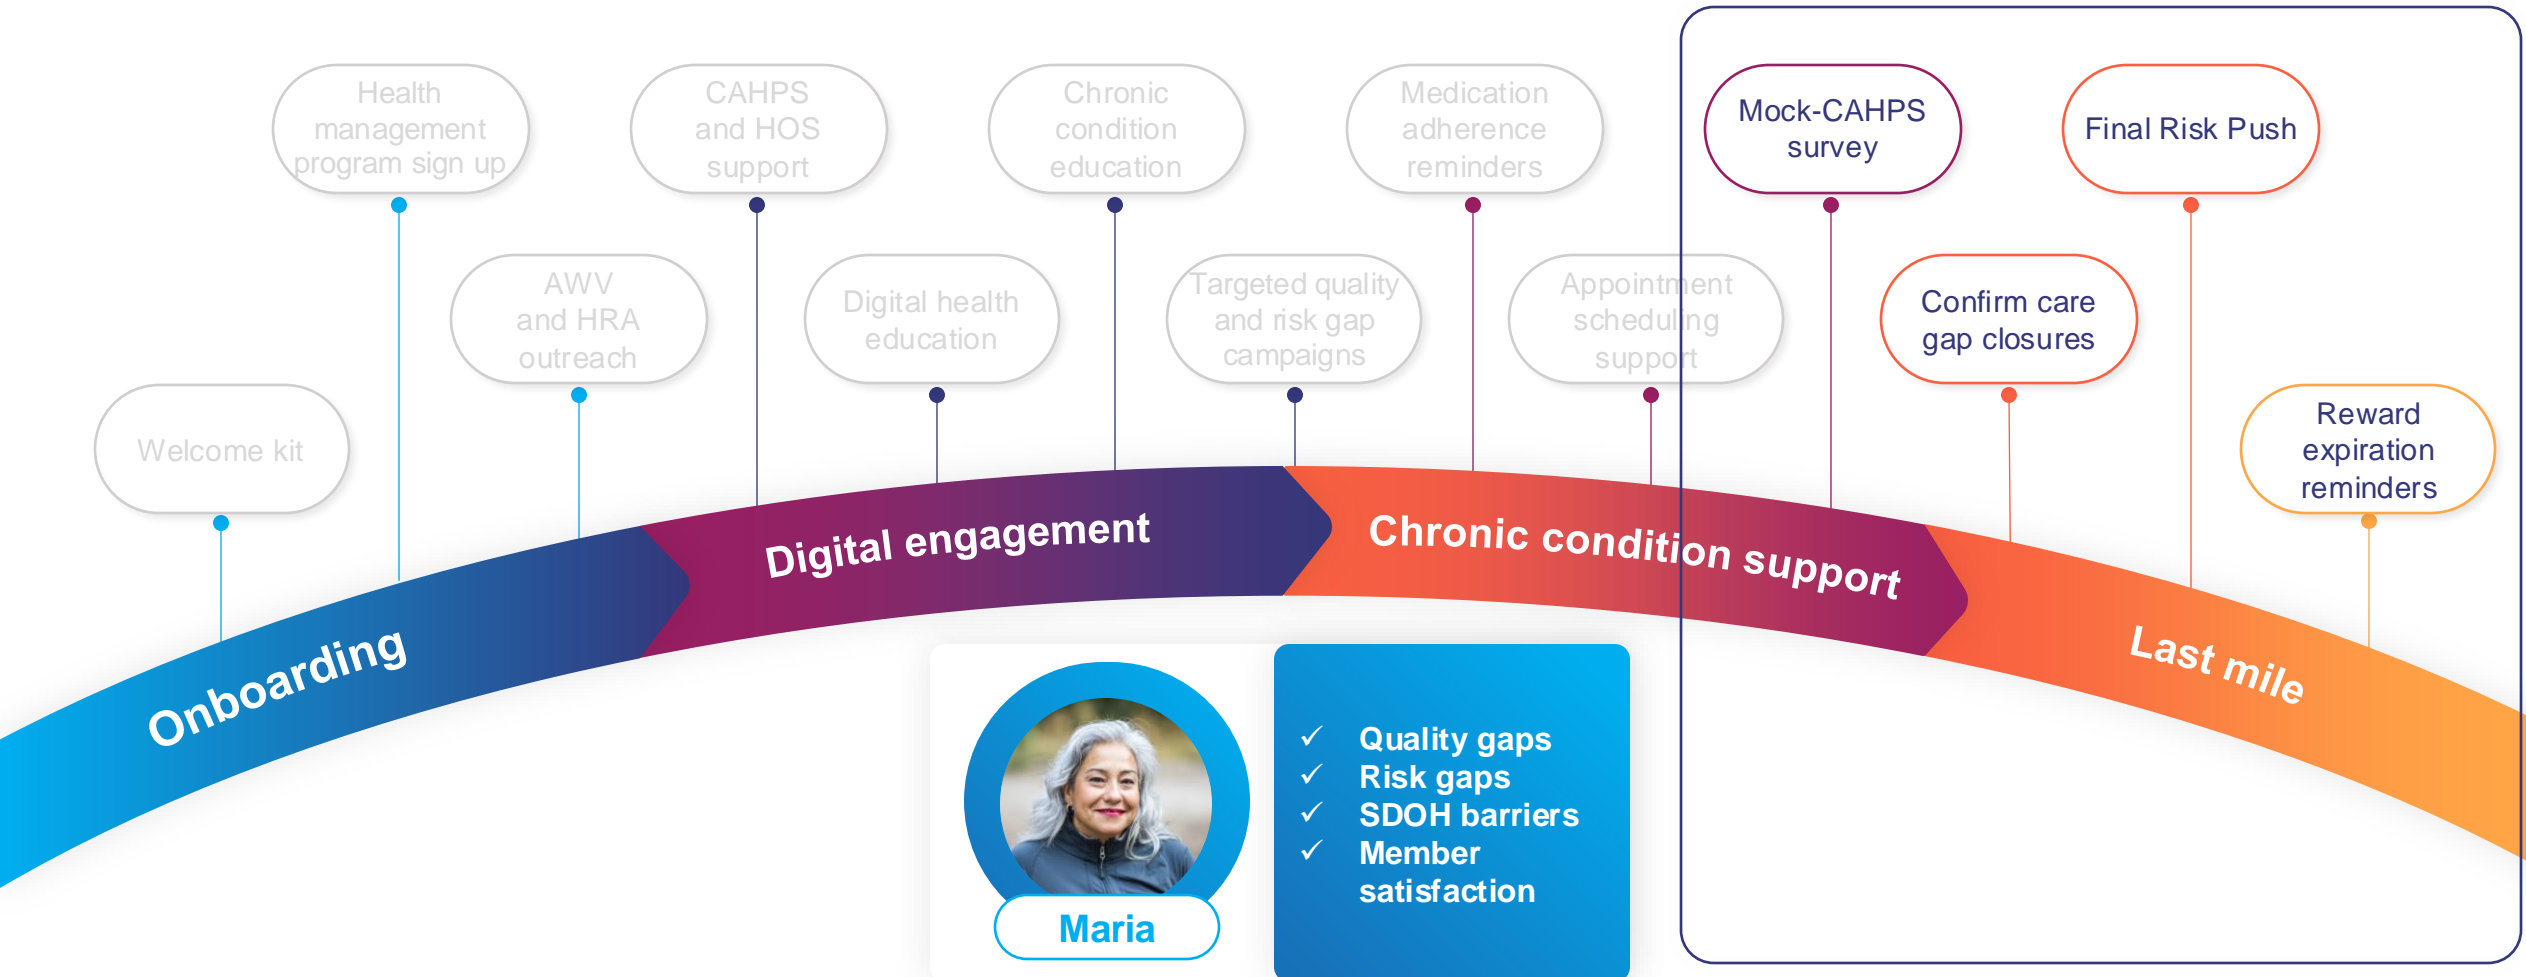 Health
management
program sign up
CAHPS
and HOS
support
Chronic
condition
education
Medication
adherence
reminders
Mock-CAHPS
survey
Final Risk Push
AWV
and HRA
outreach
Digital health
education
Targeted quality
and risk gap
campaigns
Appointment
scheduling
support
Confirm care
gap closures
Welcome kit
Reward
expiration
reminders
Onboarding
Digital engagement
Chronic condition support
Last mile
Maria
✓ Quality gaps
✓ Risk gaps
✓ SDOH barriers
✓ Member
satisfaction